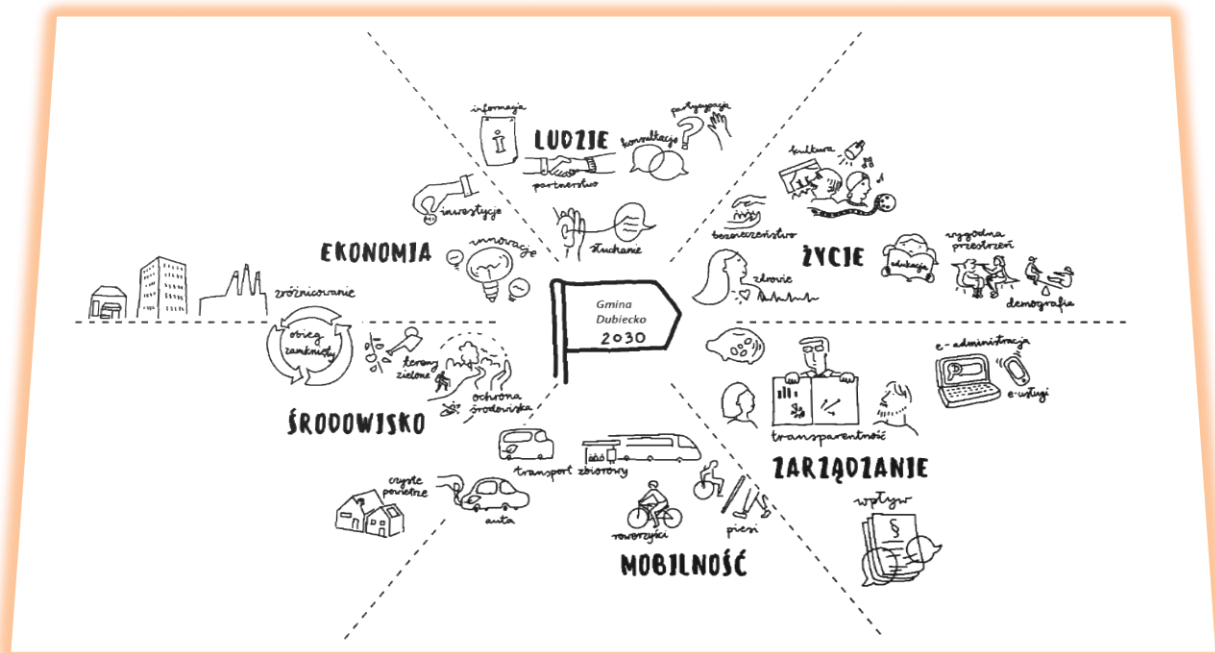 informacja
i
LUDZIE
partnerstwo
konsultacje
partycypacja
?
słuchanie
inwestycje
EKONOMIA
innowacje
zróżnicowanie
kultura
bezpieczeństwo
ŻYCIE
zdrowie
edukacja
wygodna
przestrzeń
demografia
Gmina
Dubiecko
2030
obieg
zamknięty
tereny
zielone
ochrona
środowiska
ŚRODOWISKO
czyste
powietrze
transport zbiorowy
auta
rowerzyści
piesi
MOBILNOŚĆ
e-administracja
e-usługi
transparentność
ZARZĄDZANIE
wpływ
§